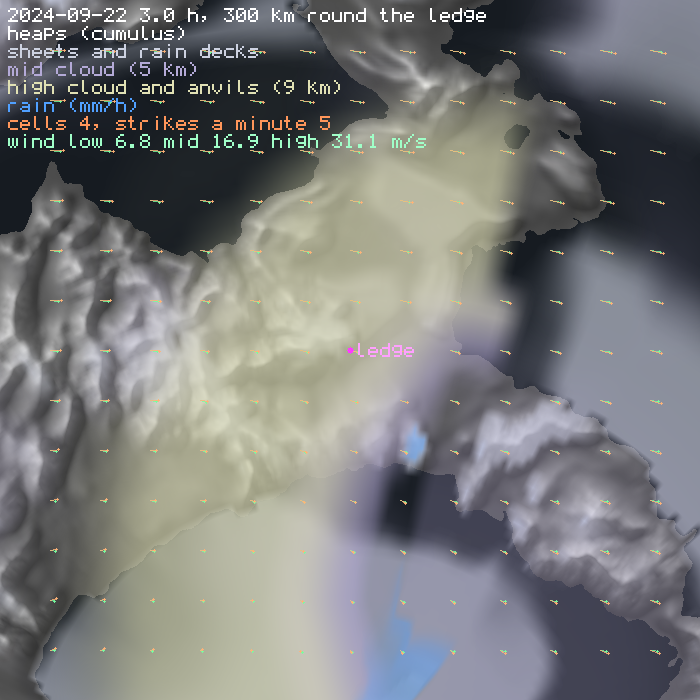 2024-09-22 3.0 h, 300 km round the ledge
heaps (cumulus)
sheets and rain decks
mid cloud (5 km)
high cloud and anvils (9 km)
rain (mm/h)
cells 4, strikes a minute 5
wind low 6.8 mid 16.9 high 31.1 m/s
ledge